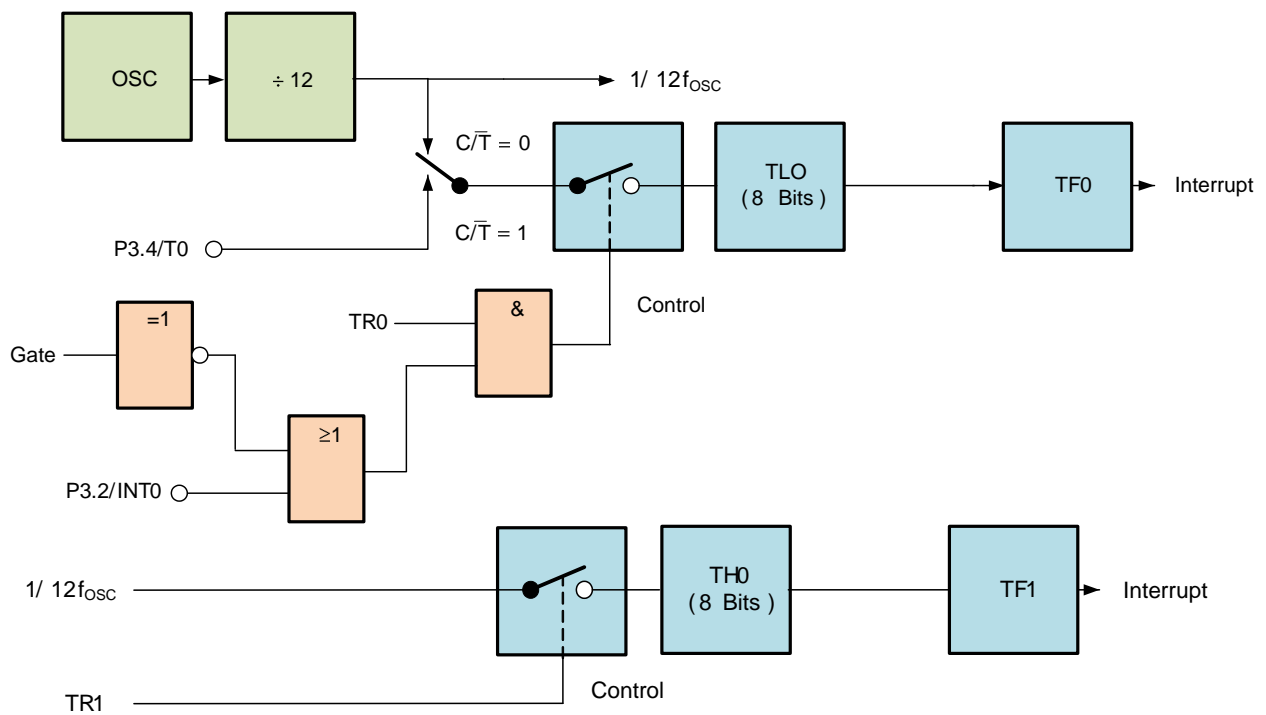 OSC
÷ 12
1/ 12f_OSC
C/T̅ = 0
TLO
( 8 Bits )
TF0
Interrupt
C/T̅ = 1
P3.4/T0
Control
=1
&
TR0
Gate
≥1
P3.2/INT0
1/ 12f_OSC
TH0
( 8 Bits )
TF1
Interrupt
Control
TR1